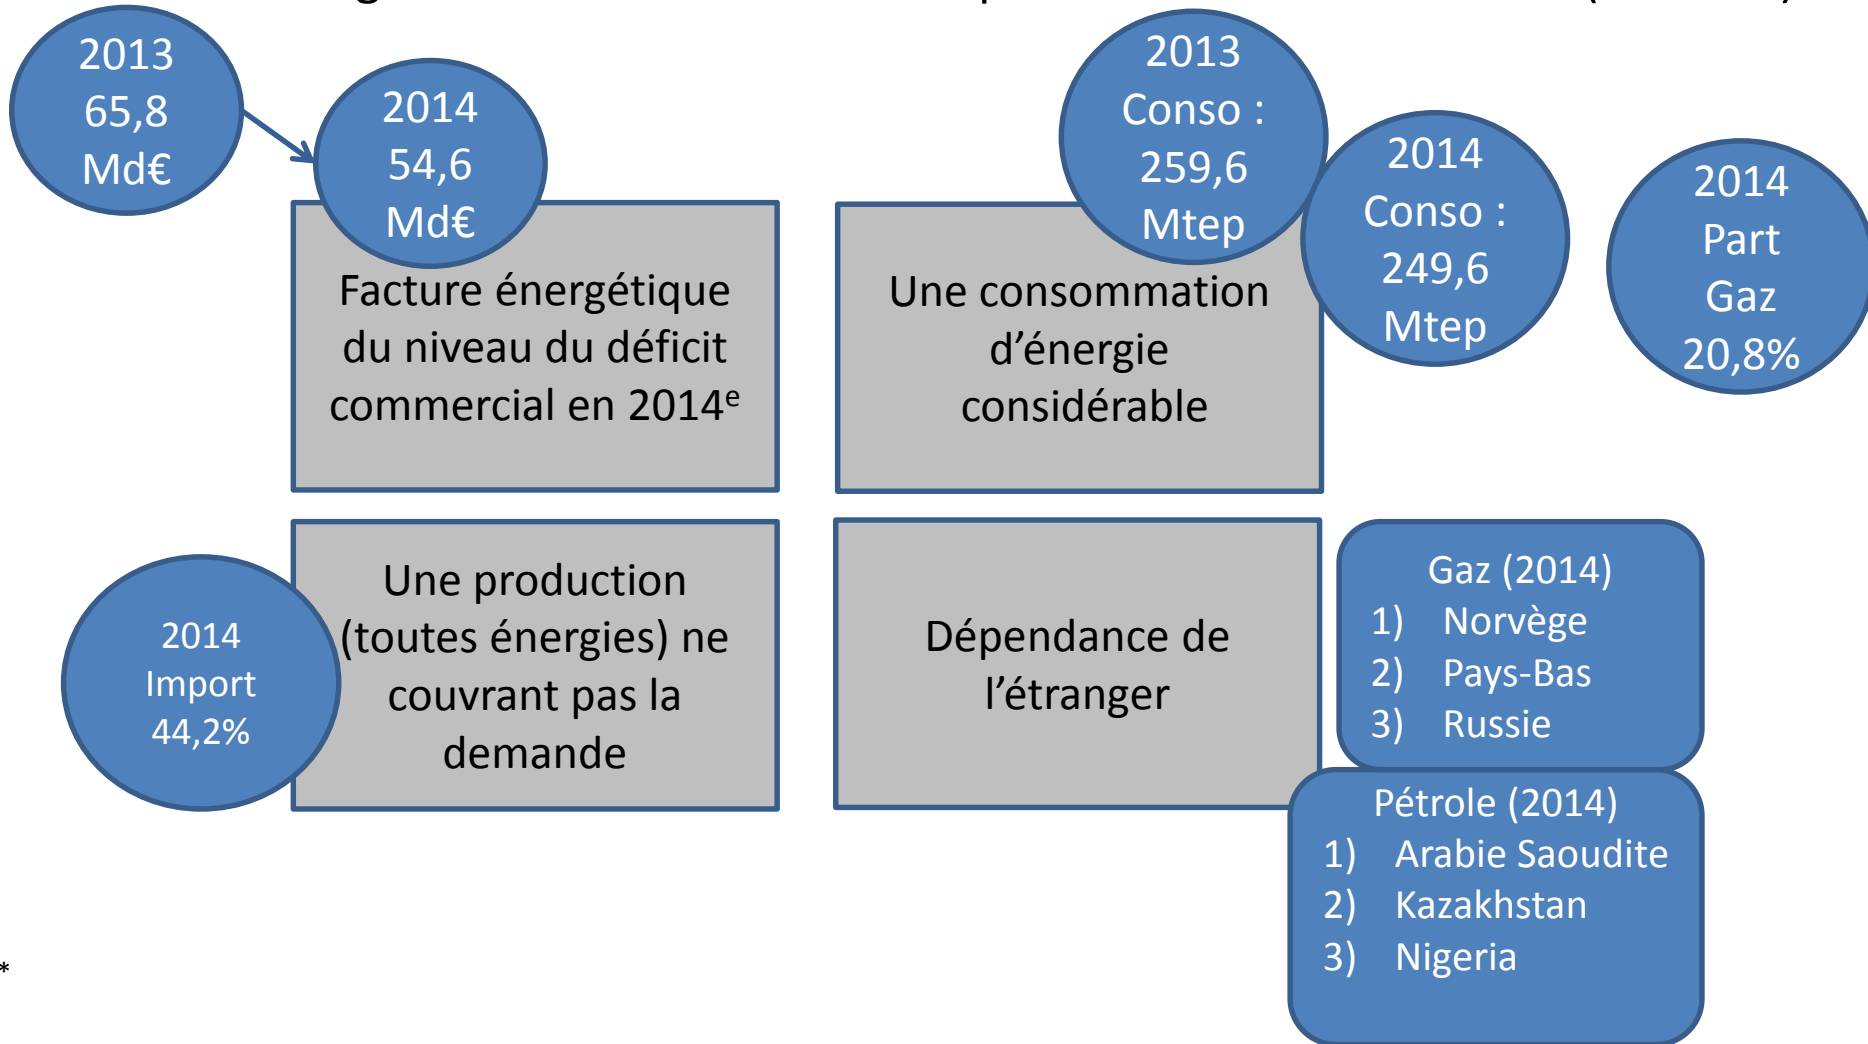 2013
65,8
Md€
2014
54,6
Md€
Facture énergétique
du niveau du déficit
commercial en 2014ᵉ
2013
Conso :
259,6
Mtep
2014
Conso :
249,6
Mtep
2014
Part
Gaz
20,8%
Une consommation
d’énergie
considérable
2014
Import
44,2%
Une production
(toutes énergies) ne
couvrant pas la
demande
Dépendance de
l’étranger
Gaz (2014)
1) Norvège
2) Pays-Bas
3) Russie
Pétrole (2014)
1) Arabie Saoudite
2) Kazakhstan
3) Nigeria
*